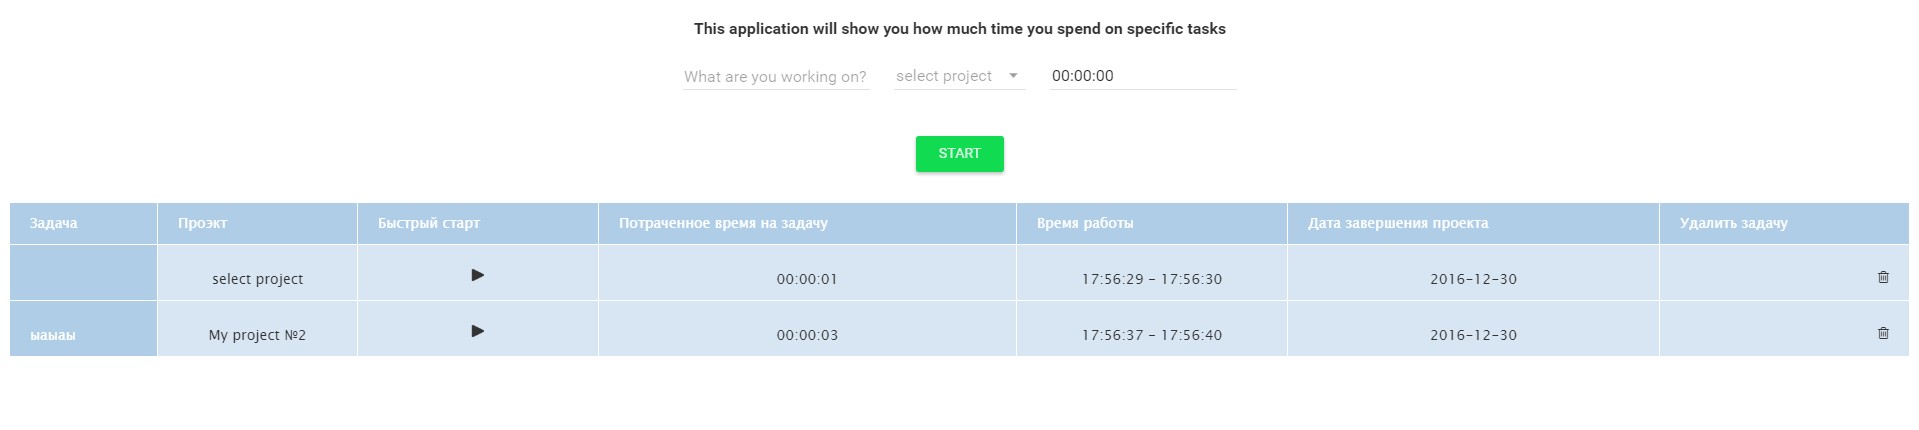 This application will show you how much time you spend on specific tasks
What are you working on? select project 00:00:00
START
Задача Проэкт Быстрый старт Потраченное время на задачу Время работы Дата завершения проекта Удалить задачу
select project 00:00:01 17:56:29 - 17:56:30 2016-12-30
ыаыаы My project №2 00:00:03 17:56:37 - 17:56:40 2016-12-30